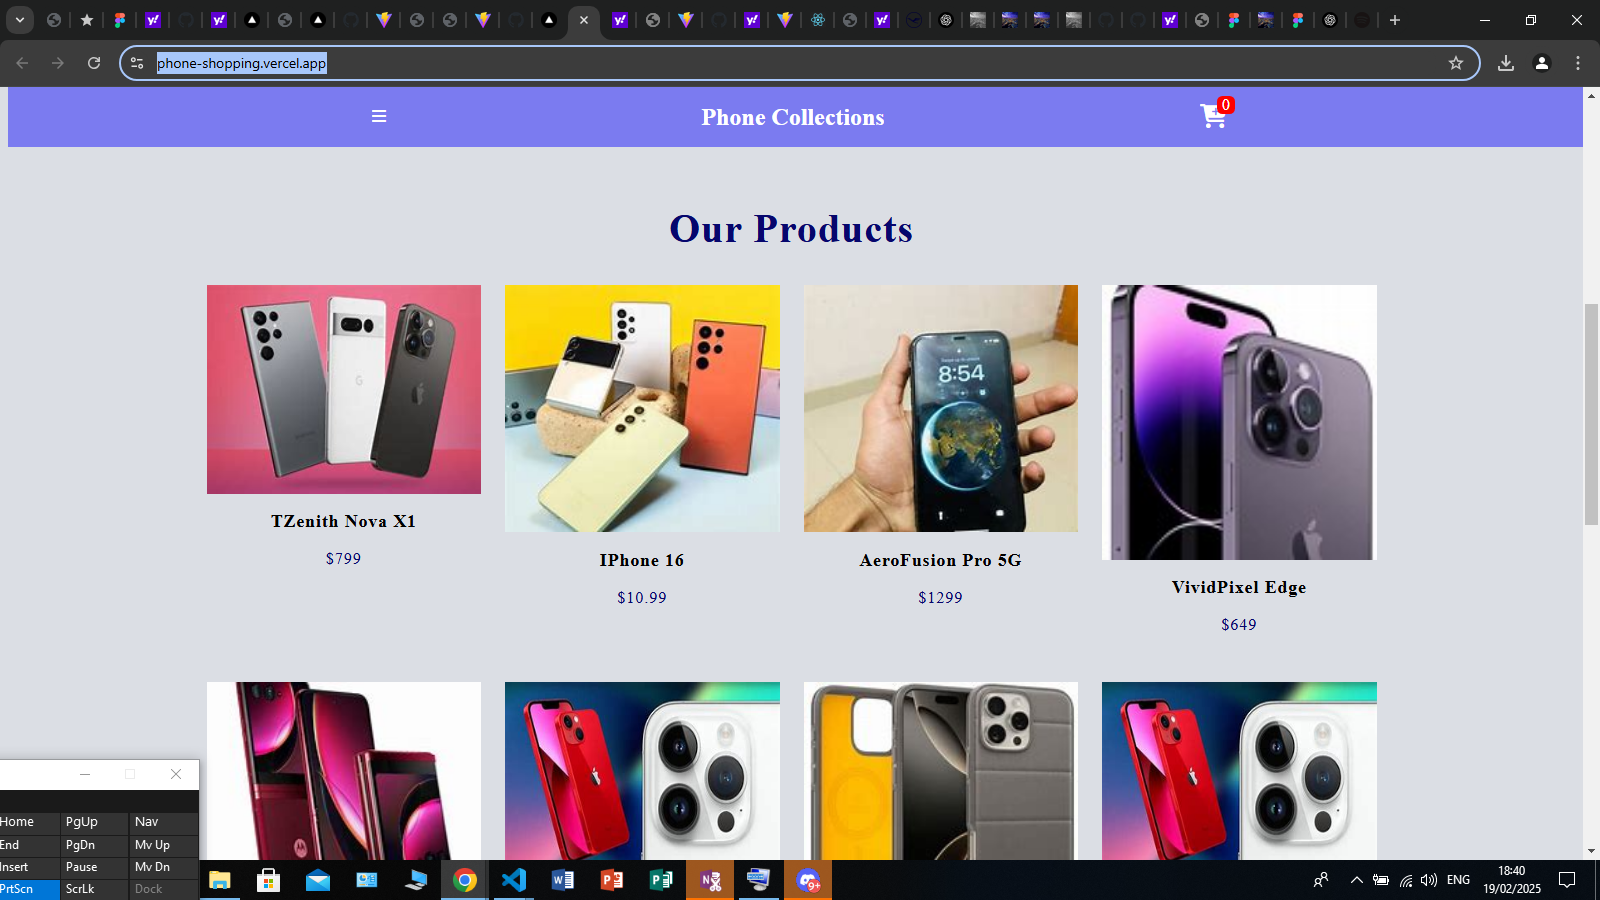 phone-shopping.vercel.app
Phone Collections
0
Our Products
8:54
TZenith Nova X1
$799
IPhone 16
$10.99
AeroFusion Pro 5G
$1299
VividPixel Edge
$649
Home PgUp Nav
End PgDn Mv Up
Insert Pause Mv Dn
PrtScn ScrLk Dock
9+
ENG
18:40
19/02/2025